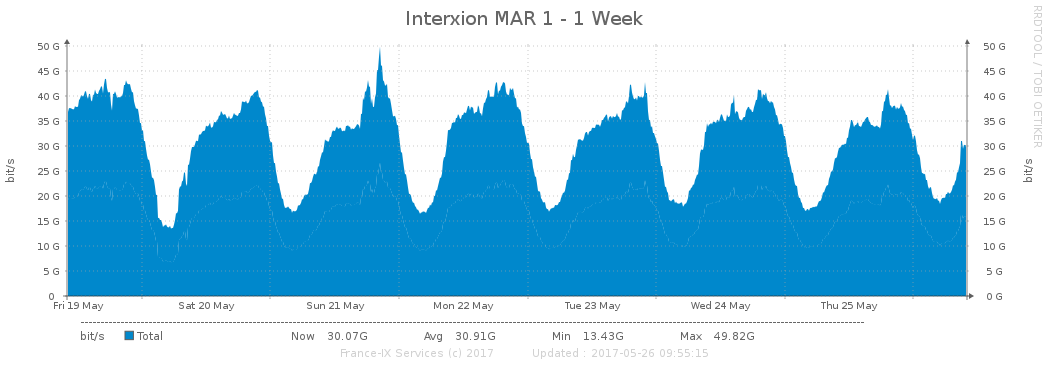 Interxion MAR 1 - 1 Week
RRDTOOL / TOBI OETIKER
50 G 50 G
45 G 45 G
40 G 40 G
35 G 35 G
30 G 30 G
25 G 25 G
20 G 20 G
15 G 15 G
10 G 10 G
5 G 5 G
0 0 G
bit/s
bit/s
Fri 19 May Sat 20 May Sun 21 May Mon 22 May Tue 23 May Wed 24 May Thu 25 May
bit/s Total Now 30.07G Avg 30.91G Min 13.43G Max 49.82G
France-IX Services (c) 2017 Updated : 2017-05-26 09:55:15